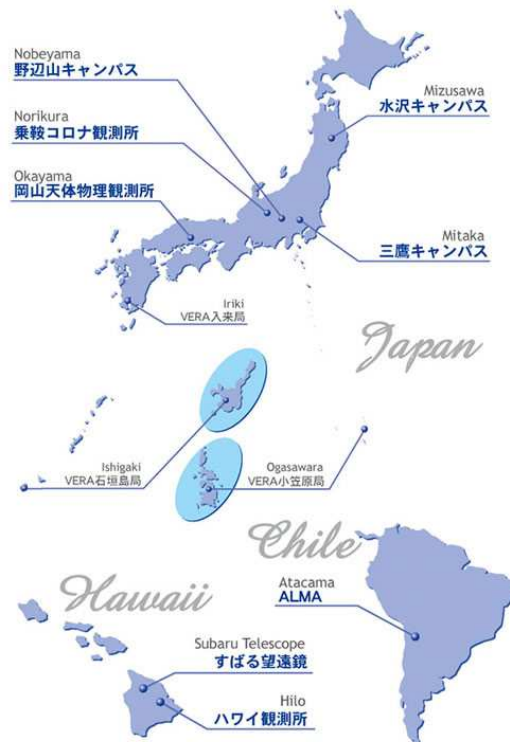 Nobeyama
野辺山キャンパス
Norikura
乗鞍コロナ観測所
Okayama
岡山天体物理観測所
Mizusawa
水沢キャンパス
Mitaka
三鷹キャンパス
Iriki
VERA入来局
Japan
Ishigaki
VERA石垣島局
Ogasawara
VERA小笠原局
Chile
Atacama
ALMA
Hawaii
Subaru Telescope
すばる望遠鏡
Hilo
ハワイ観測所